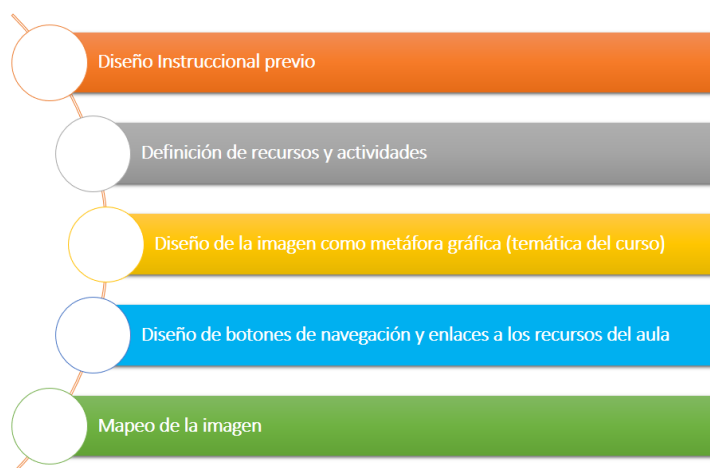 Diseño Instruccional previo
Definición de recursos y actividades
Diseño de la imagen como metáfora gráfica (temática del curso)
Diseño de botones de navegación y enlaces a los recursos del aula
Mapeo de la imagen